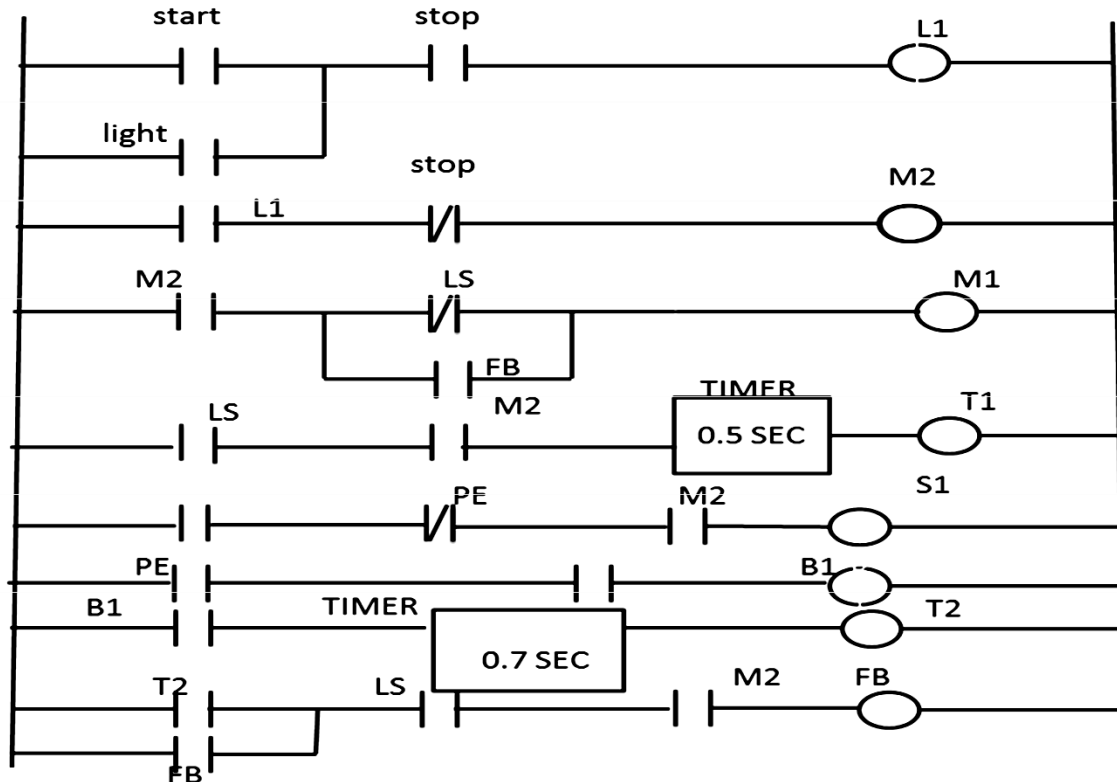 start stop L1
light
stop
L1 M2
M2 LS M1
FB
LS M2 TIMER T1
0.5 SEC
PE M2 S1
PE B1
B1 TIMER T2
0.7 SEC
T2 LS M2 FB
FB